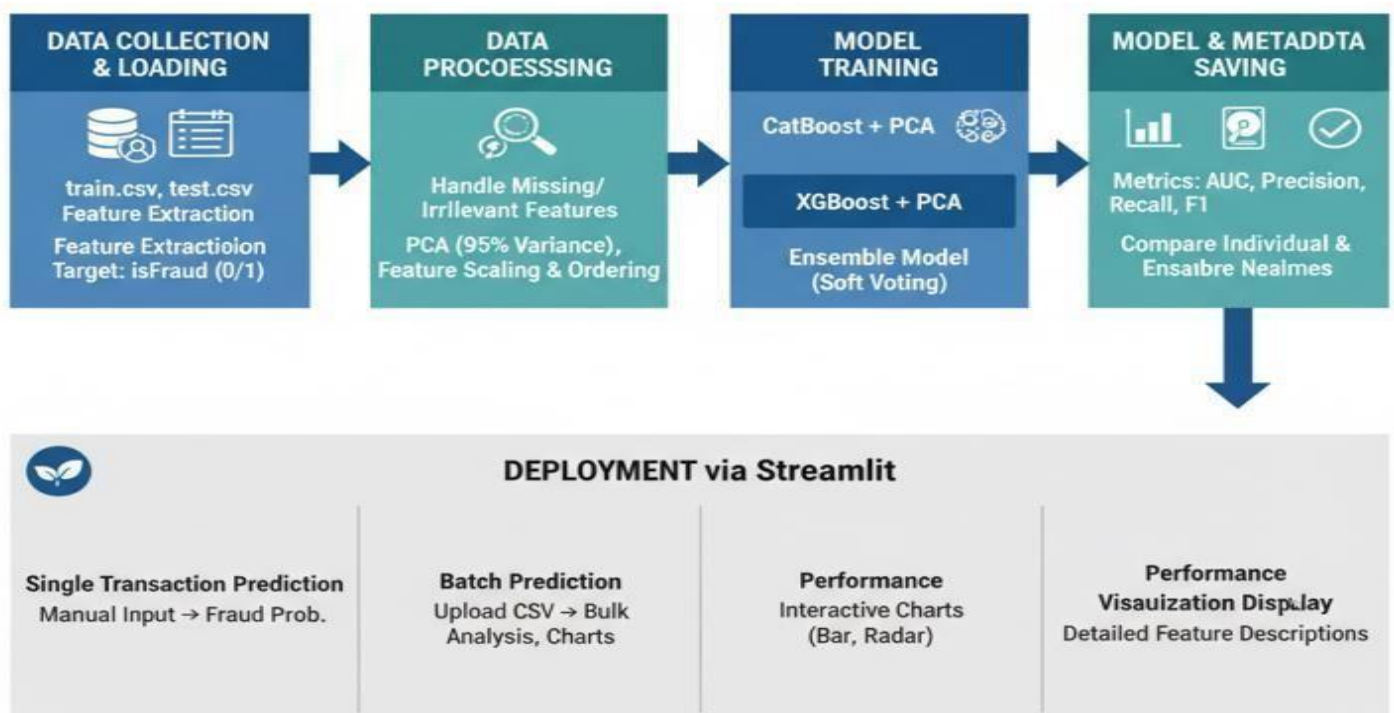 DATA COLLECTION
& LOADING
train.csv, test.csv
Feature Extraction
Feature Extractioion
Target: isFraud (0/1)
DATA
PROCOESSSING
Handle Missing/
Irrllevant Features
PCA (95% Variance),
Feature Scaling & Ordering
MODEL
TRAINING
CatBoost + PCA
XGBoost + PCA
Ensemble Model
(Soft Voting)
MODEL & METADDTA
SAVING
P
Metrics: AUC, Precision,
Recall, F1
Compare Individual &
Ensatbre Nealmes
DEPLOYMENT via Streamlit
Single Transaction Prediction
Manual Input → Fraud Prob.
Batch Prediction
Upload CSV → Bulk
Analysis, Charts
Performance
Interactive Charts
(Bar, Radar)
Performance
Visauization Display
Detailed Feature Descriptions